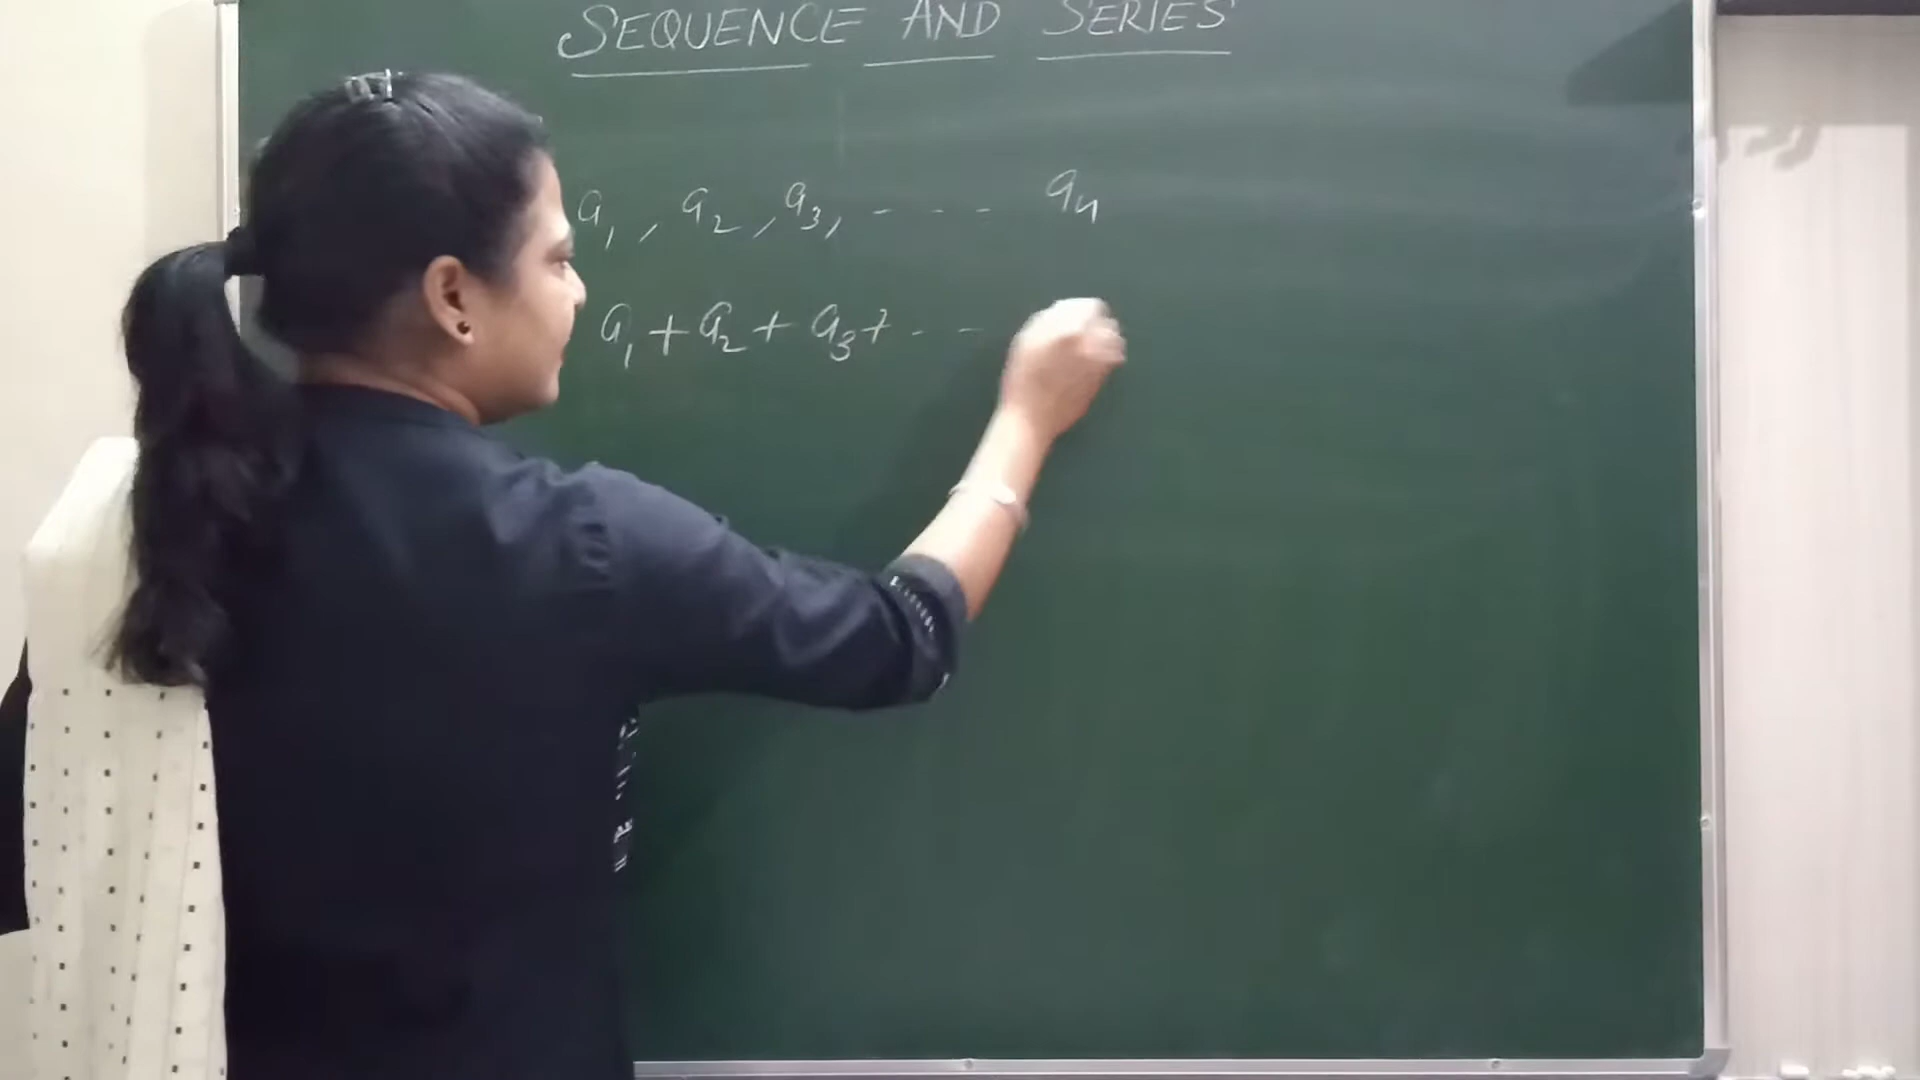 SEQUENCE AND SERIES
a₁, a₂, a₃, - - - aₙ
a₁ + a₂ + a₃ + - -